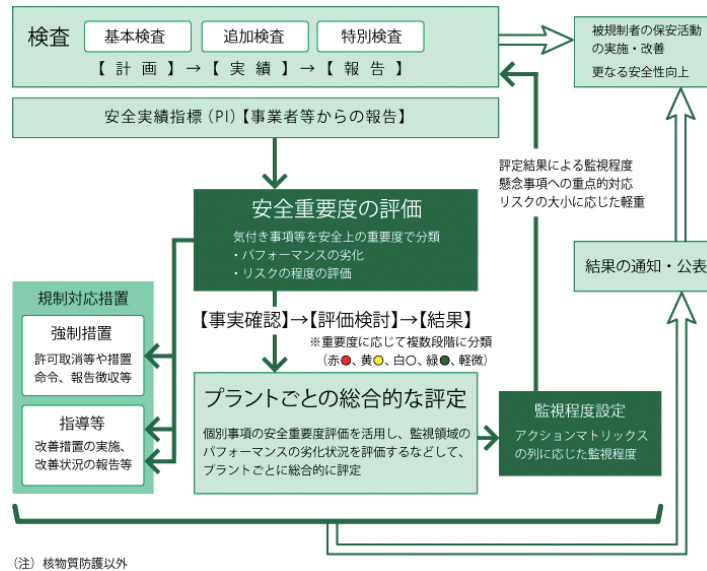 検査
基本検査
追加検査
特別検査
【計画】→【実績】→【報告】
安全実績指標(PI)【事業者等からの報告】
被規制者の保安活動
の実施・改善
更なる安全性向上
評定結果による監視程度
懸念事項への重点的対応
リスクの大小に応じた軽重
安全重要度の評価
気付き事項等を安全上の重要度で分類
・パフォーマンスの劣化
・リスクの程度の評価
結果の通知・公表
規制対応措置
強制措置
許可取消等や措置
命令、報告徴収等
指導等
改善措置の実施、
改善状況の報告等
【事実確認】→【評価検討】→【結果】
※重要度に応じて複数段階に分類
(赤●、黄●、白○、緑●、軽微)
プラントごとの総合的な評定
個別事項の安全重要度評価を活用し、監視領域の
パフォーマンスの劣化状況を評価するなどして、
プラントごとに総合的に評定
監視程度設定
アクションマトリックス
の列に応じた監視程度
(注) 核物質防護以外